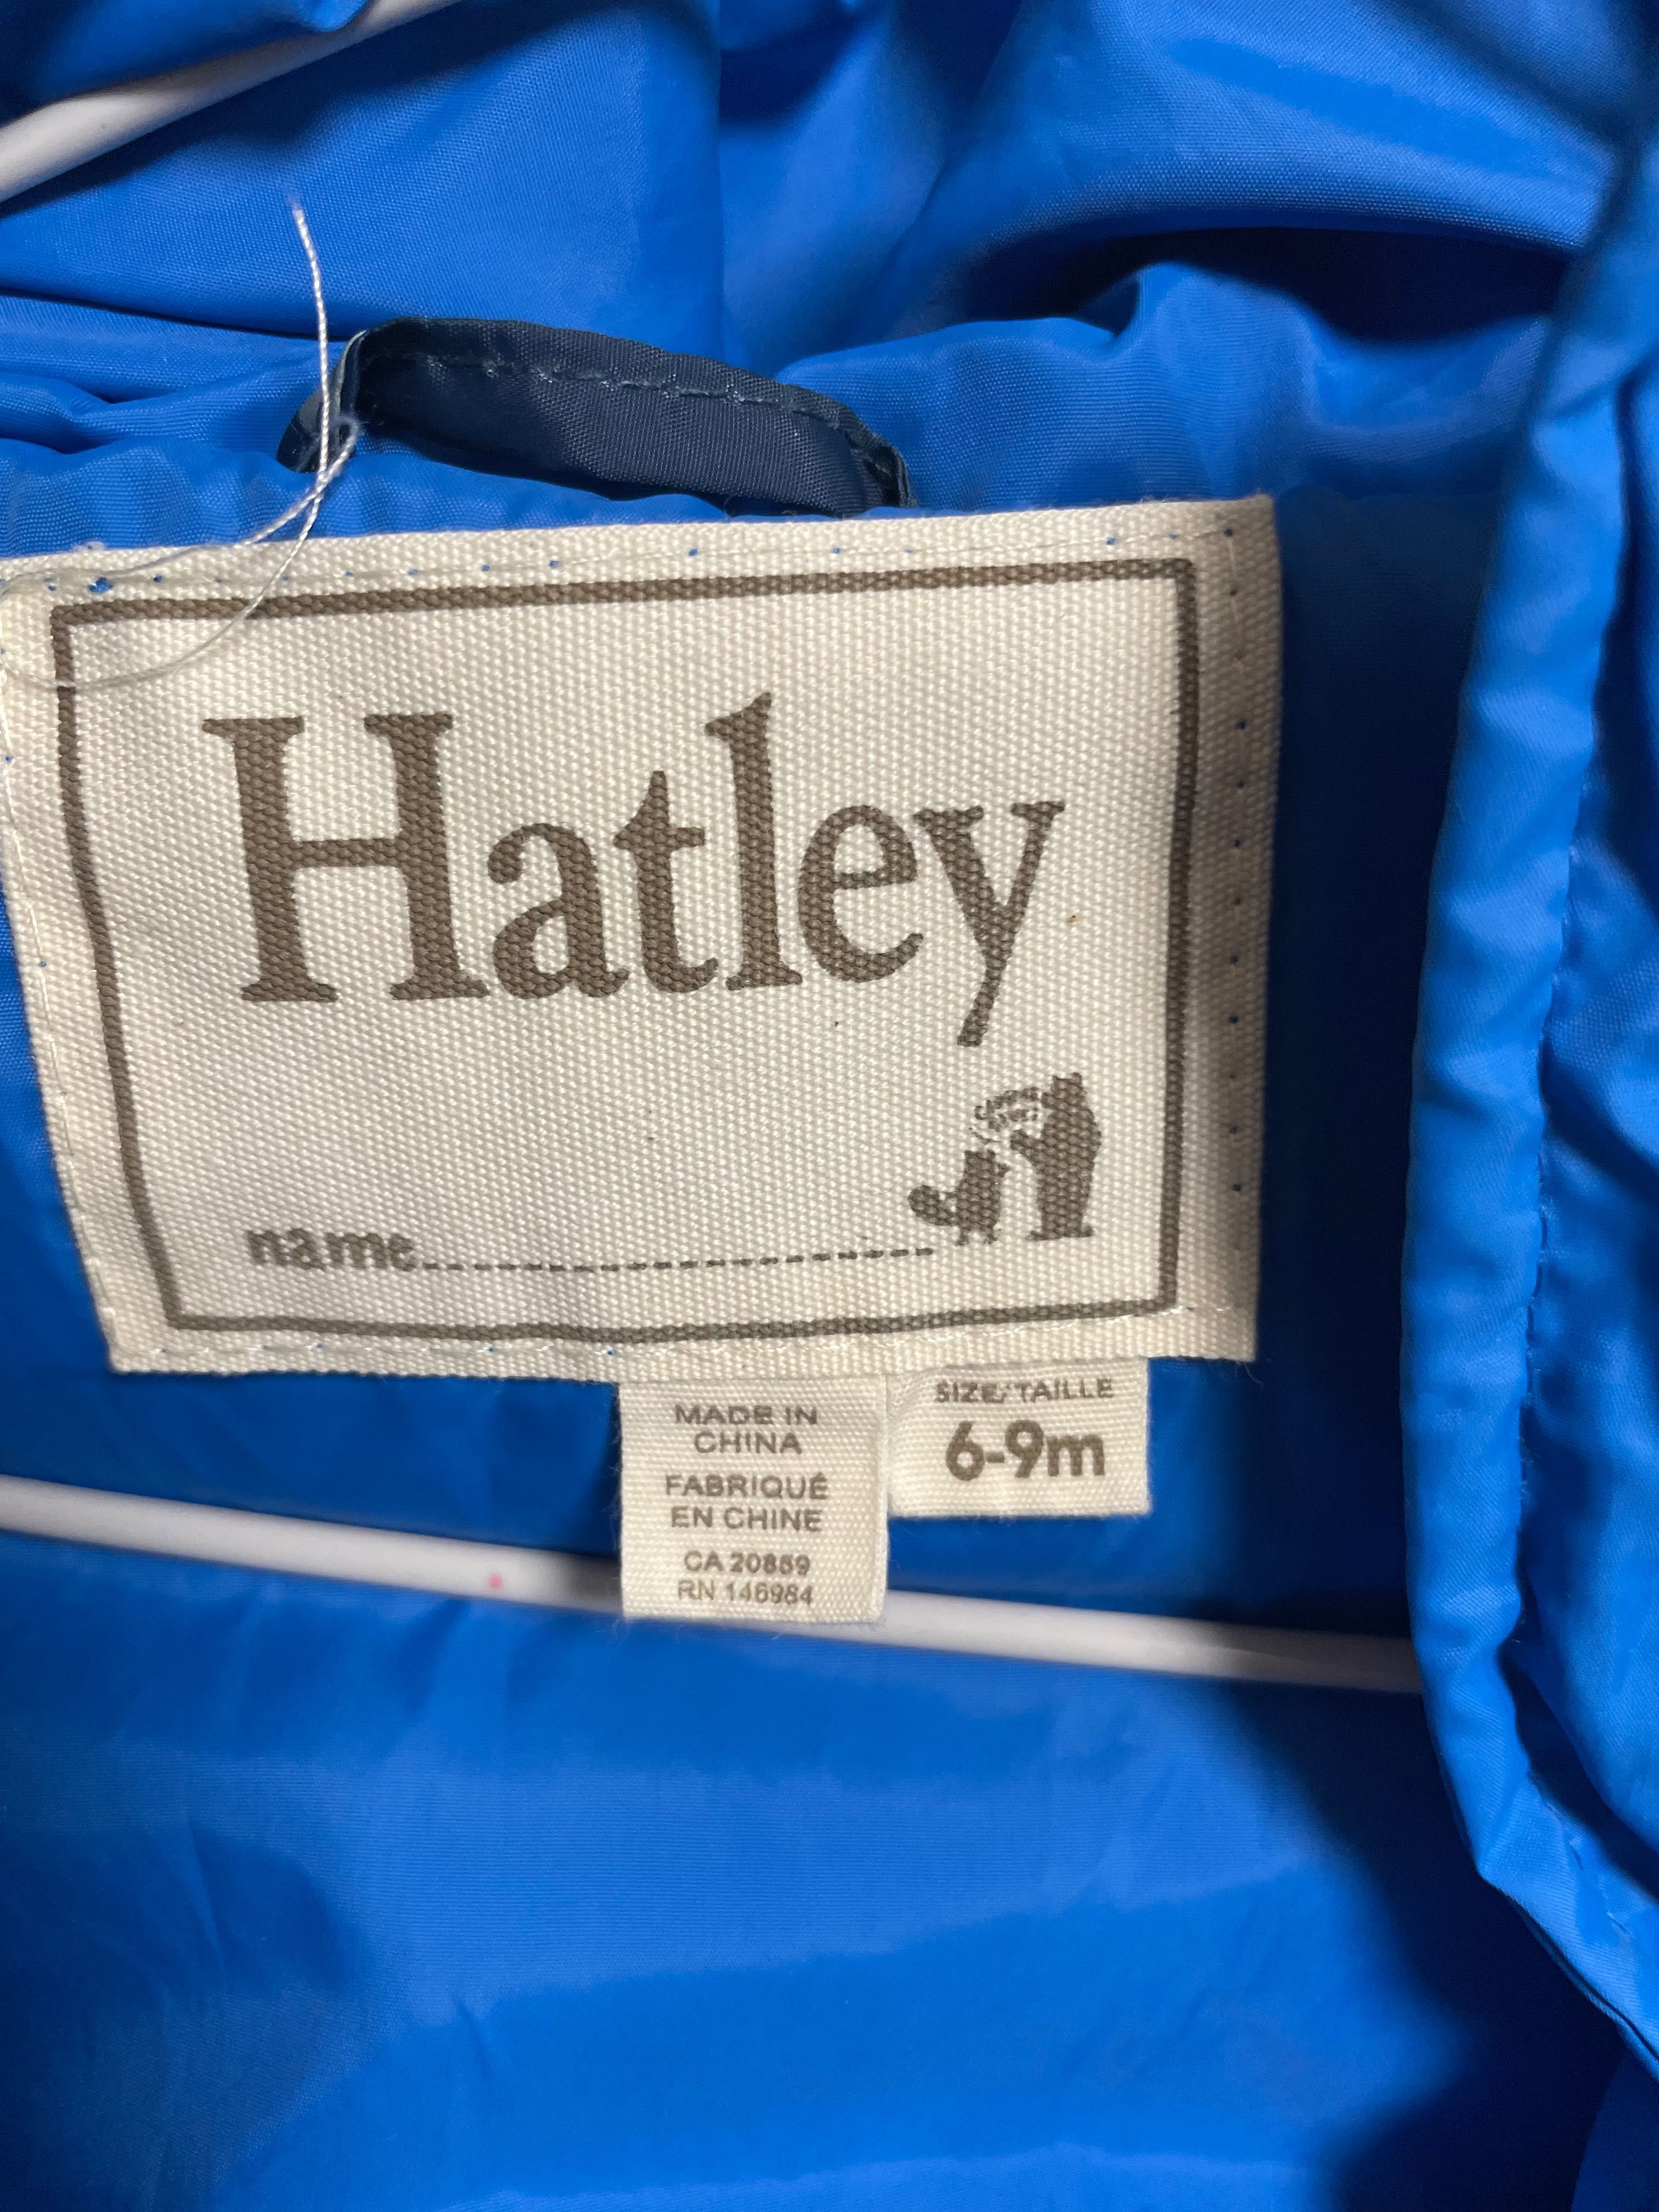 Hatley
name
MADE IN
CHINA
FABRIQUÉ
EN CHINE
CA 20859
RN 146984
SIZE/TAILLE
6-9m